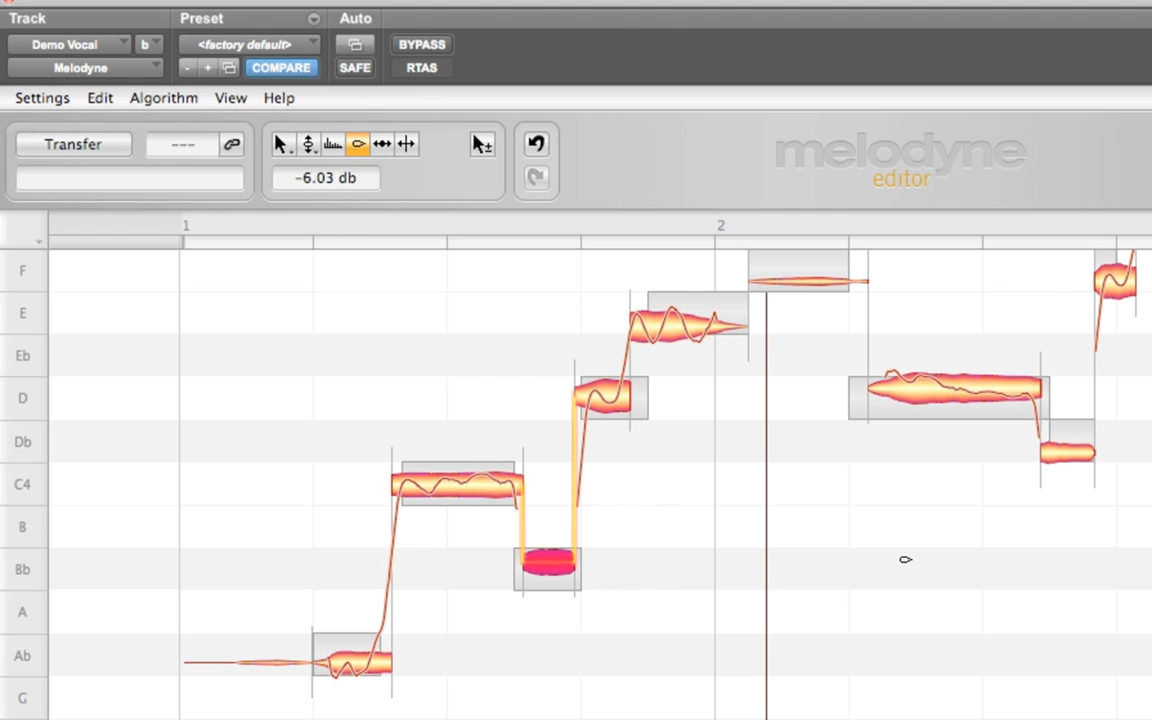 Track Preset Auto
Demo Vocal b <factory default> BYPASS
Melodyne - + COMPARE SAFE RTAS
Settings Edit Algorithm View Help
Transfer ---
-6.03 db
melodyne
editor
1 2
F
E
Eb
D
Db
C4
B
Bb
A
Ab
G